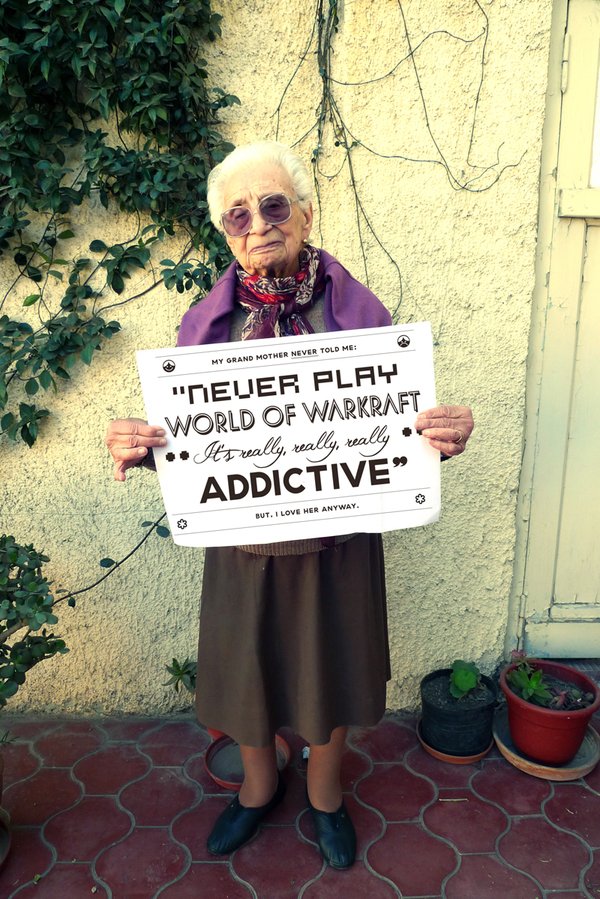 MY GRAND MOTHER NEVER TOLD ME:
"NEVER PLAY
WORLD OF WARKRAFT
It's really, really, really
ADDICTIVE"
BUT, I LOVE HER ANYWAY.